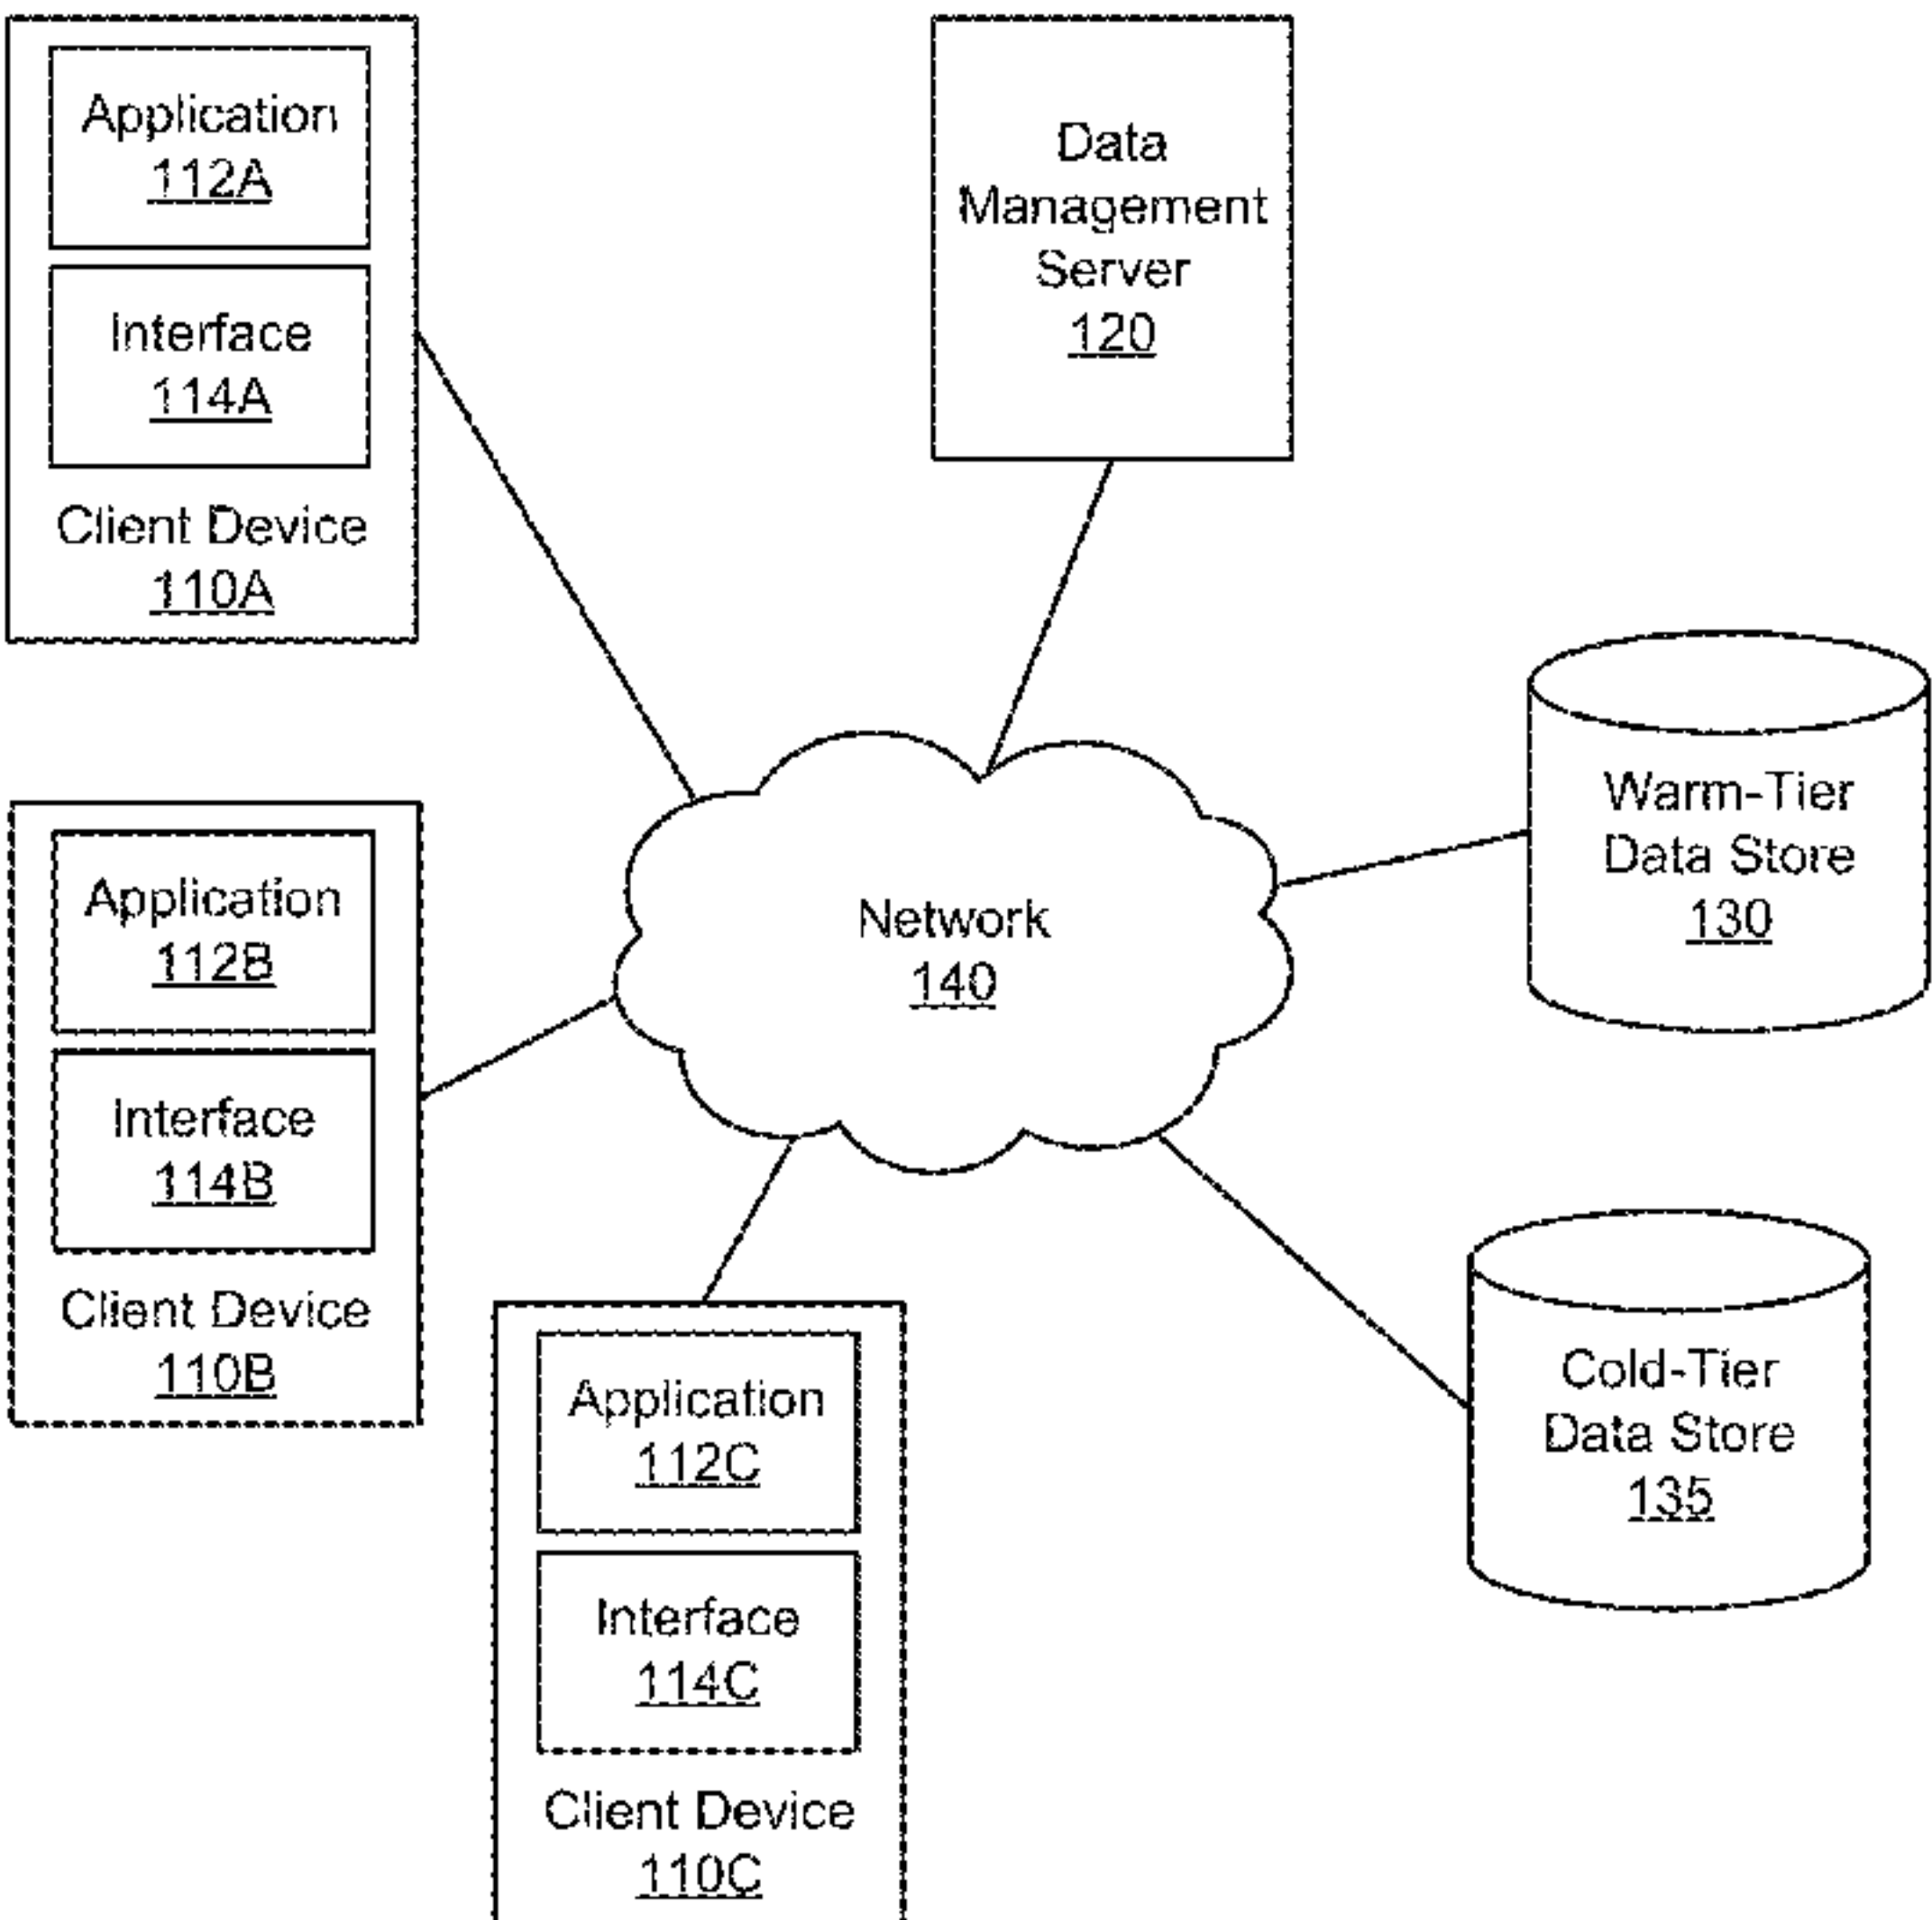 Application
112A
Interface
114A
Client Device
110A
Data
Management
Server
120
Warm-Tier
Data Store
130
Network
140
Application
112B
Interface
114B
Client Device
110B
Cold-Tier
Data Store
135
Application
112C
Interface
114C
Client Device
110C